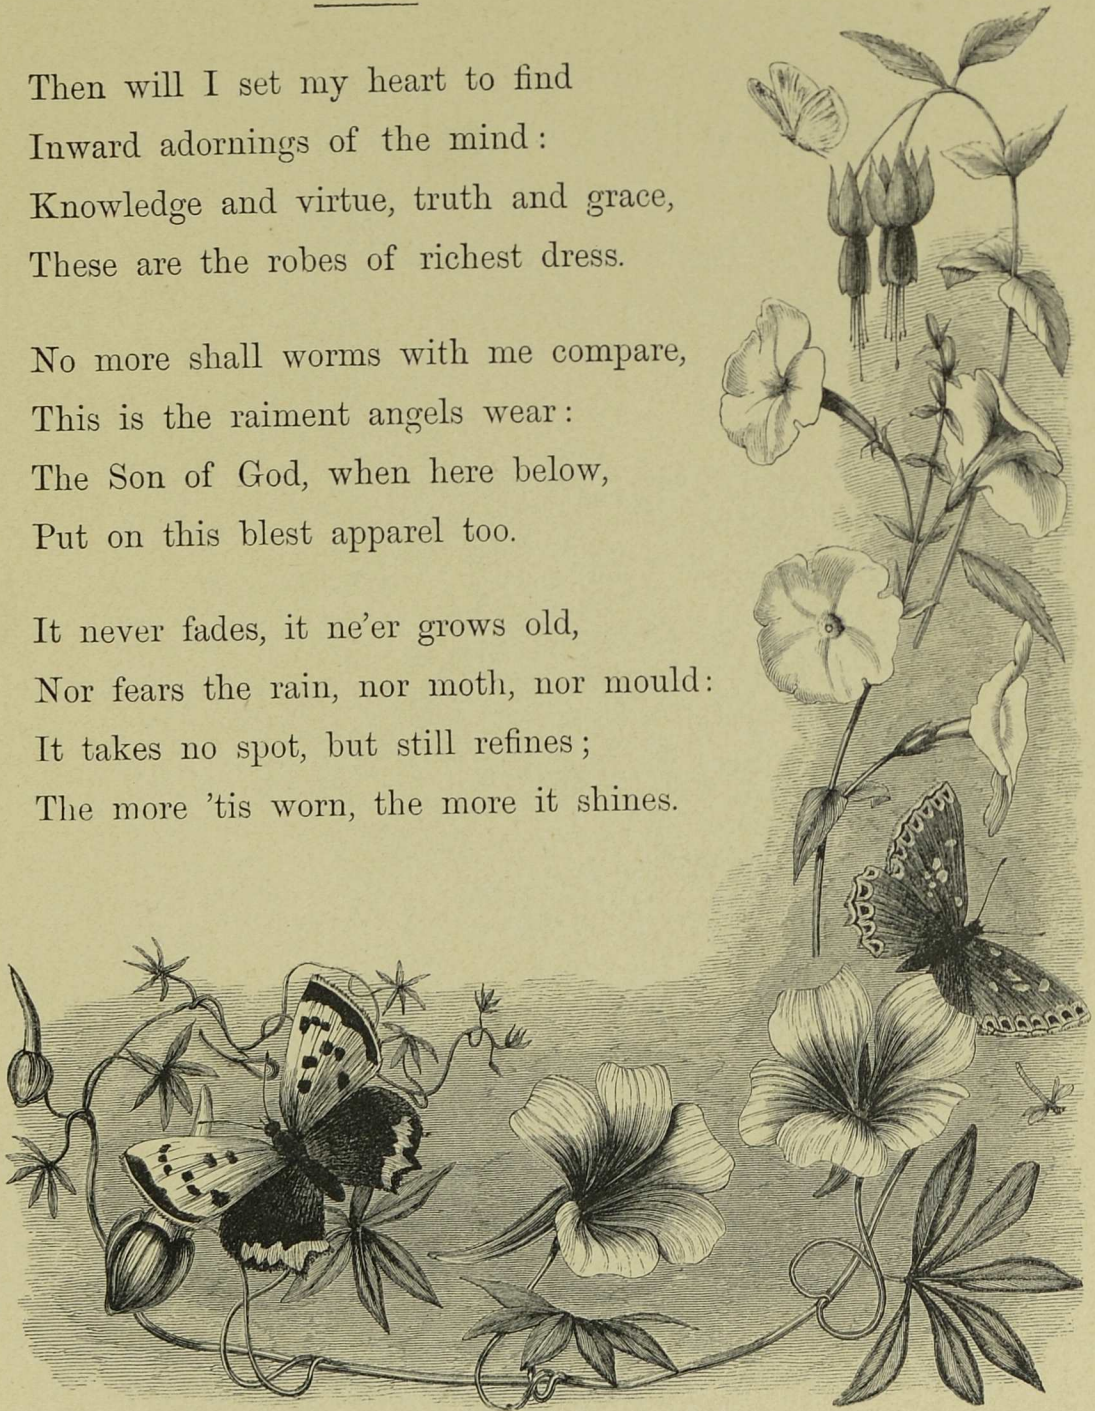 Then will I set my heart to find
Inward adornings of the mind :
Knowledge and virtue, truth and grace,
These are the robes of richest dress.
No more shall worms with me compare,
This is the raiment angels wear :
The Son of God, when here below,
Put on this blest apparel too.
It never fades, it ne'er grows old,
Nor fears the rain, nor moth, nor mould :
It takes no spot, but still refines ;
The more 'tis worn, the more it shines.